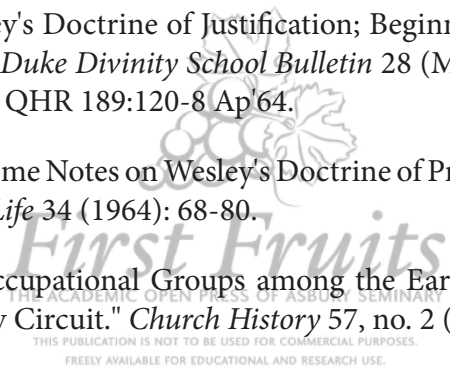 ey's Doctrine of Justification; Beginn
Duke Divinity School Bulletin 28 (M
QHR 189:120-8 Ap'64.
me Notes on Wesley's Doctrine of Pr
Life 34 (1964): 68-80.
First Fruits
ccupational Groups among the Ear
THE ACADEMIC OPEN PRESS OF ASBURY SEMINARY
y Circuit." Church History 57, no. 2 (
THIS PUBLICATION IS NOT TO BE USED FOR COMMERCIAL PURPOSES.
FREELY AVAILABLE FOR EDUCATIONAL AND RESEARCH USE.